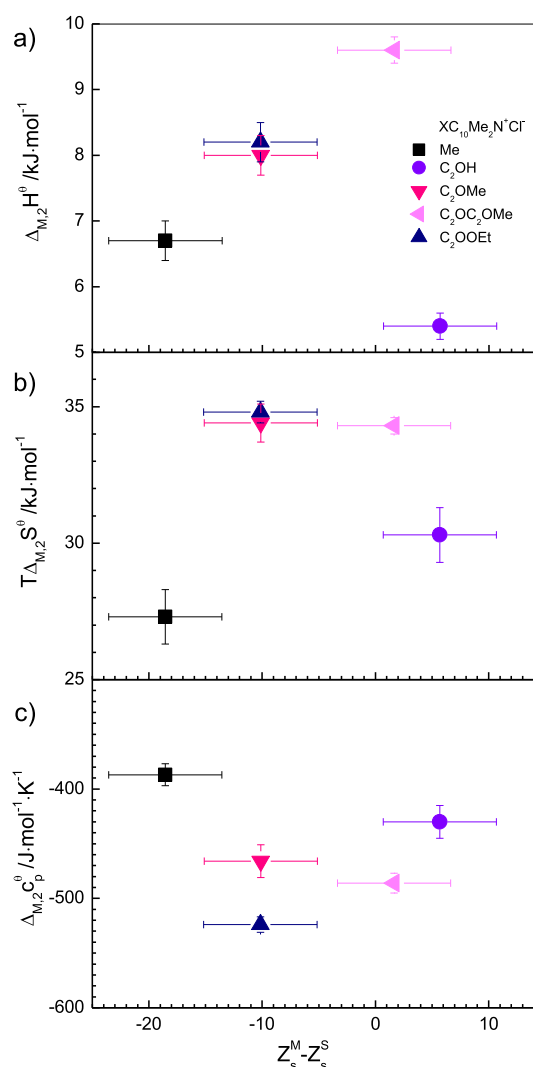 a)
10
9
8
7
6
5
Δ_{M,2}H^θ /kJ·mol⁻¹
XC₁₀Me₂N⁺Cl⁻
Me
C₂OH
C₂OMe
C₂OC₂OMe
C₂OOEt
b)
35
30
25
TΔ_{M,2}S^θ /kJ·mol⁻¹
c)
-400
-500
-600
Δ_{M,2}c_p^θ /J·mol⁻¹·K⁻¹
-20
-10
0
10
Z_s^M-Z_s^S